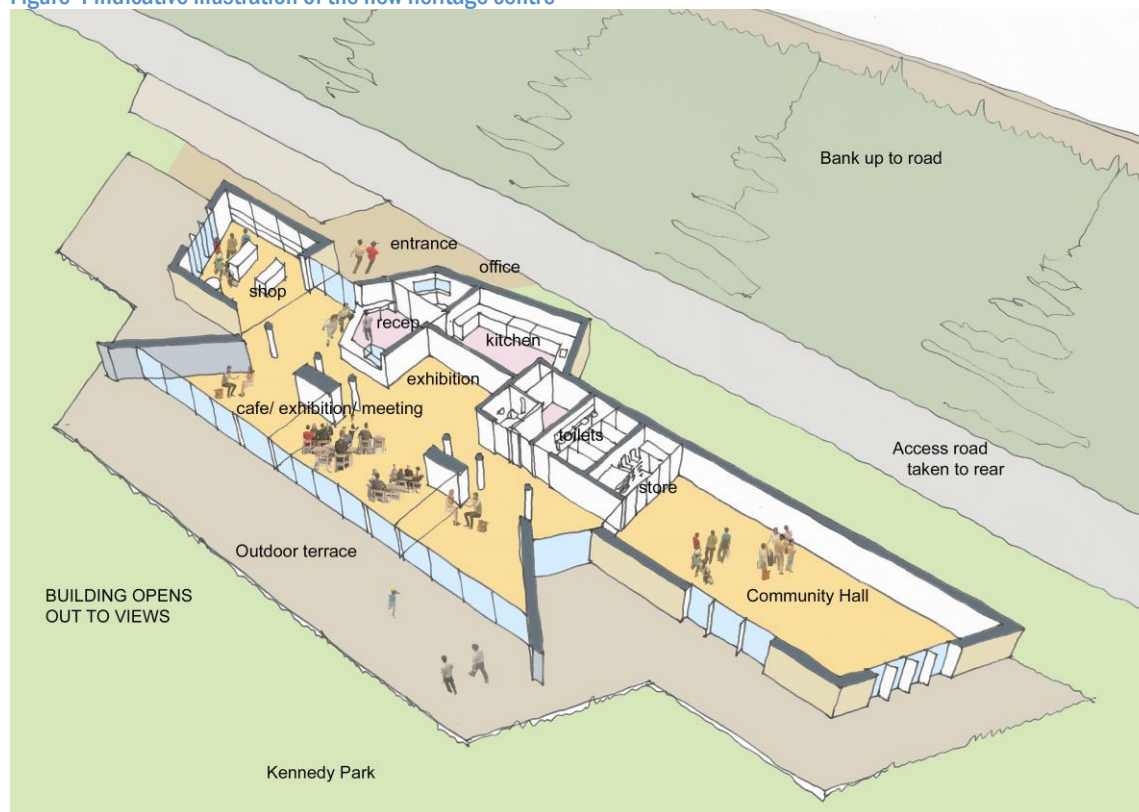 Figure 4 Indicative illustration of the new heritage centre
Bank up to road
entrance
office
shop
recep
kitchen
exhibition
cafe/ exhibition/ meeting
toilets
Access road
taken to rear
store
Outdoor terrace
BUILDING OPENS
OUT TO VIEWS
Community Hall
Kennedy Park